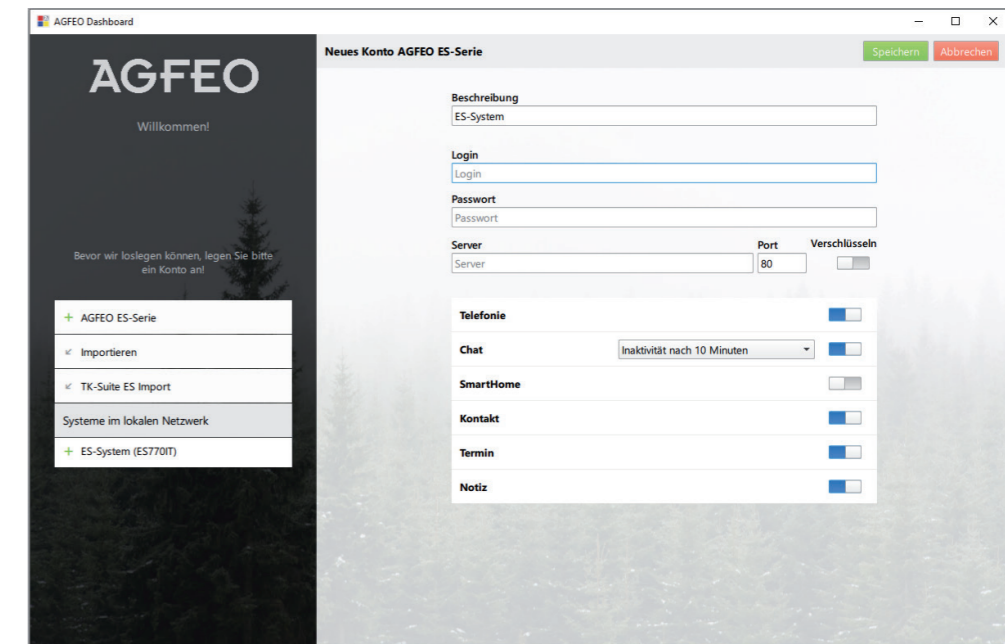 AGFEO Dashboard
AGFEO
Willkommen!
Bevor wir loslegen können, legen Sie bitte
ein Konto an!
+ AGFEO ES-Serie
Importieren
TK-Suite ES Import
Systeme im lokalen Netzwerk
+ ES-System (ES770IT)
Neues Konto AGFEO ES-Serie
Speichern
Abbrechen
Beschreibung
ES-System
Login
Login
Passwort
Passwort
Server Port Verschlüsseln
Server 80
Telefonie
Chat Inaktivität nach 10 Minuten
SmartHome
Kontakt
Termin
Notiz